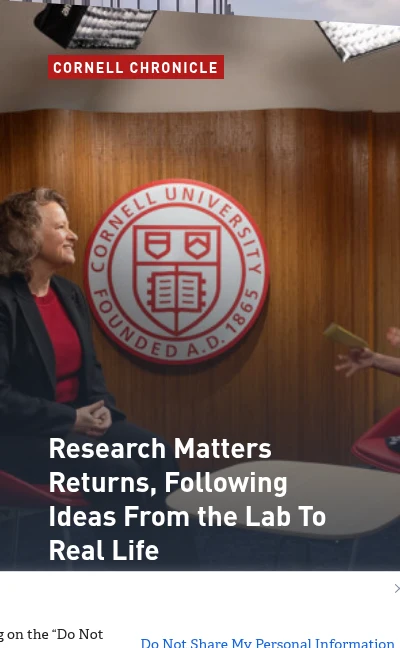 CORNELL CHRONICLE
CORNELL UNIVERSITY
FOUNDED A.D. 1865
Research Matters
Returns, Following
Ideas From the Lab To
Real Life
g on the “Do Not
Do Not Share My Personal Information